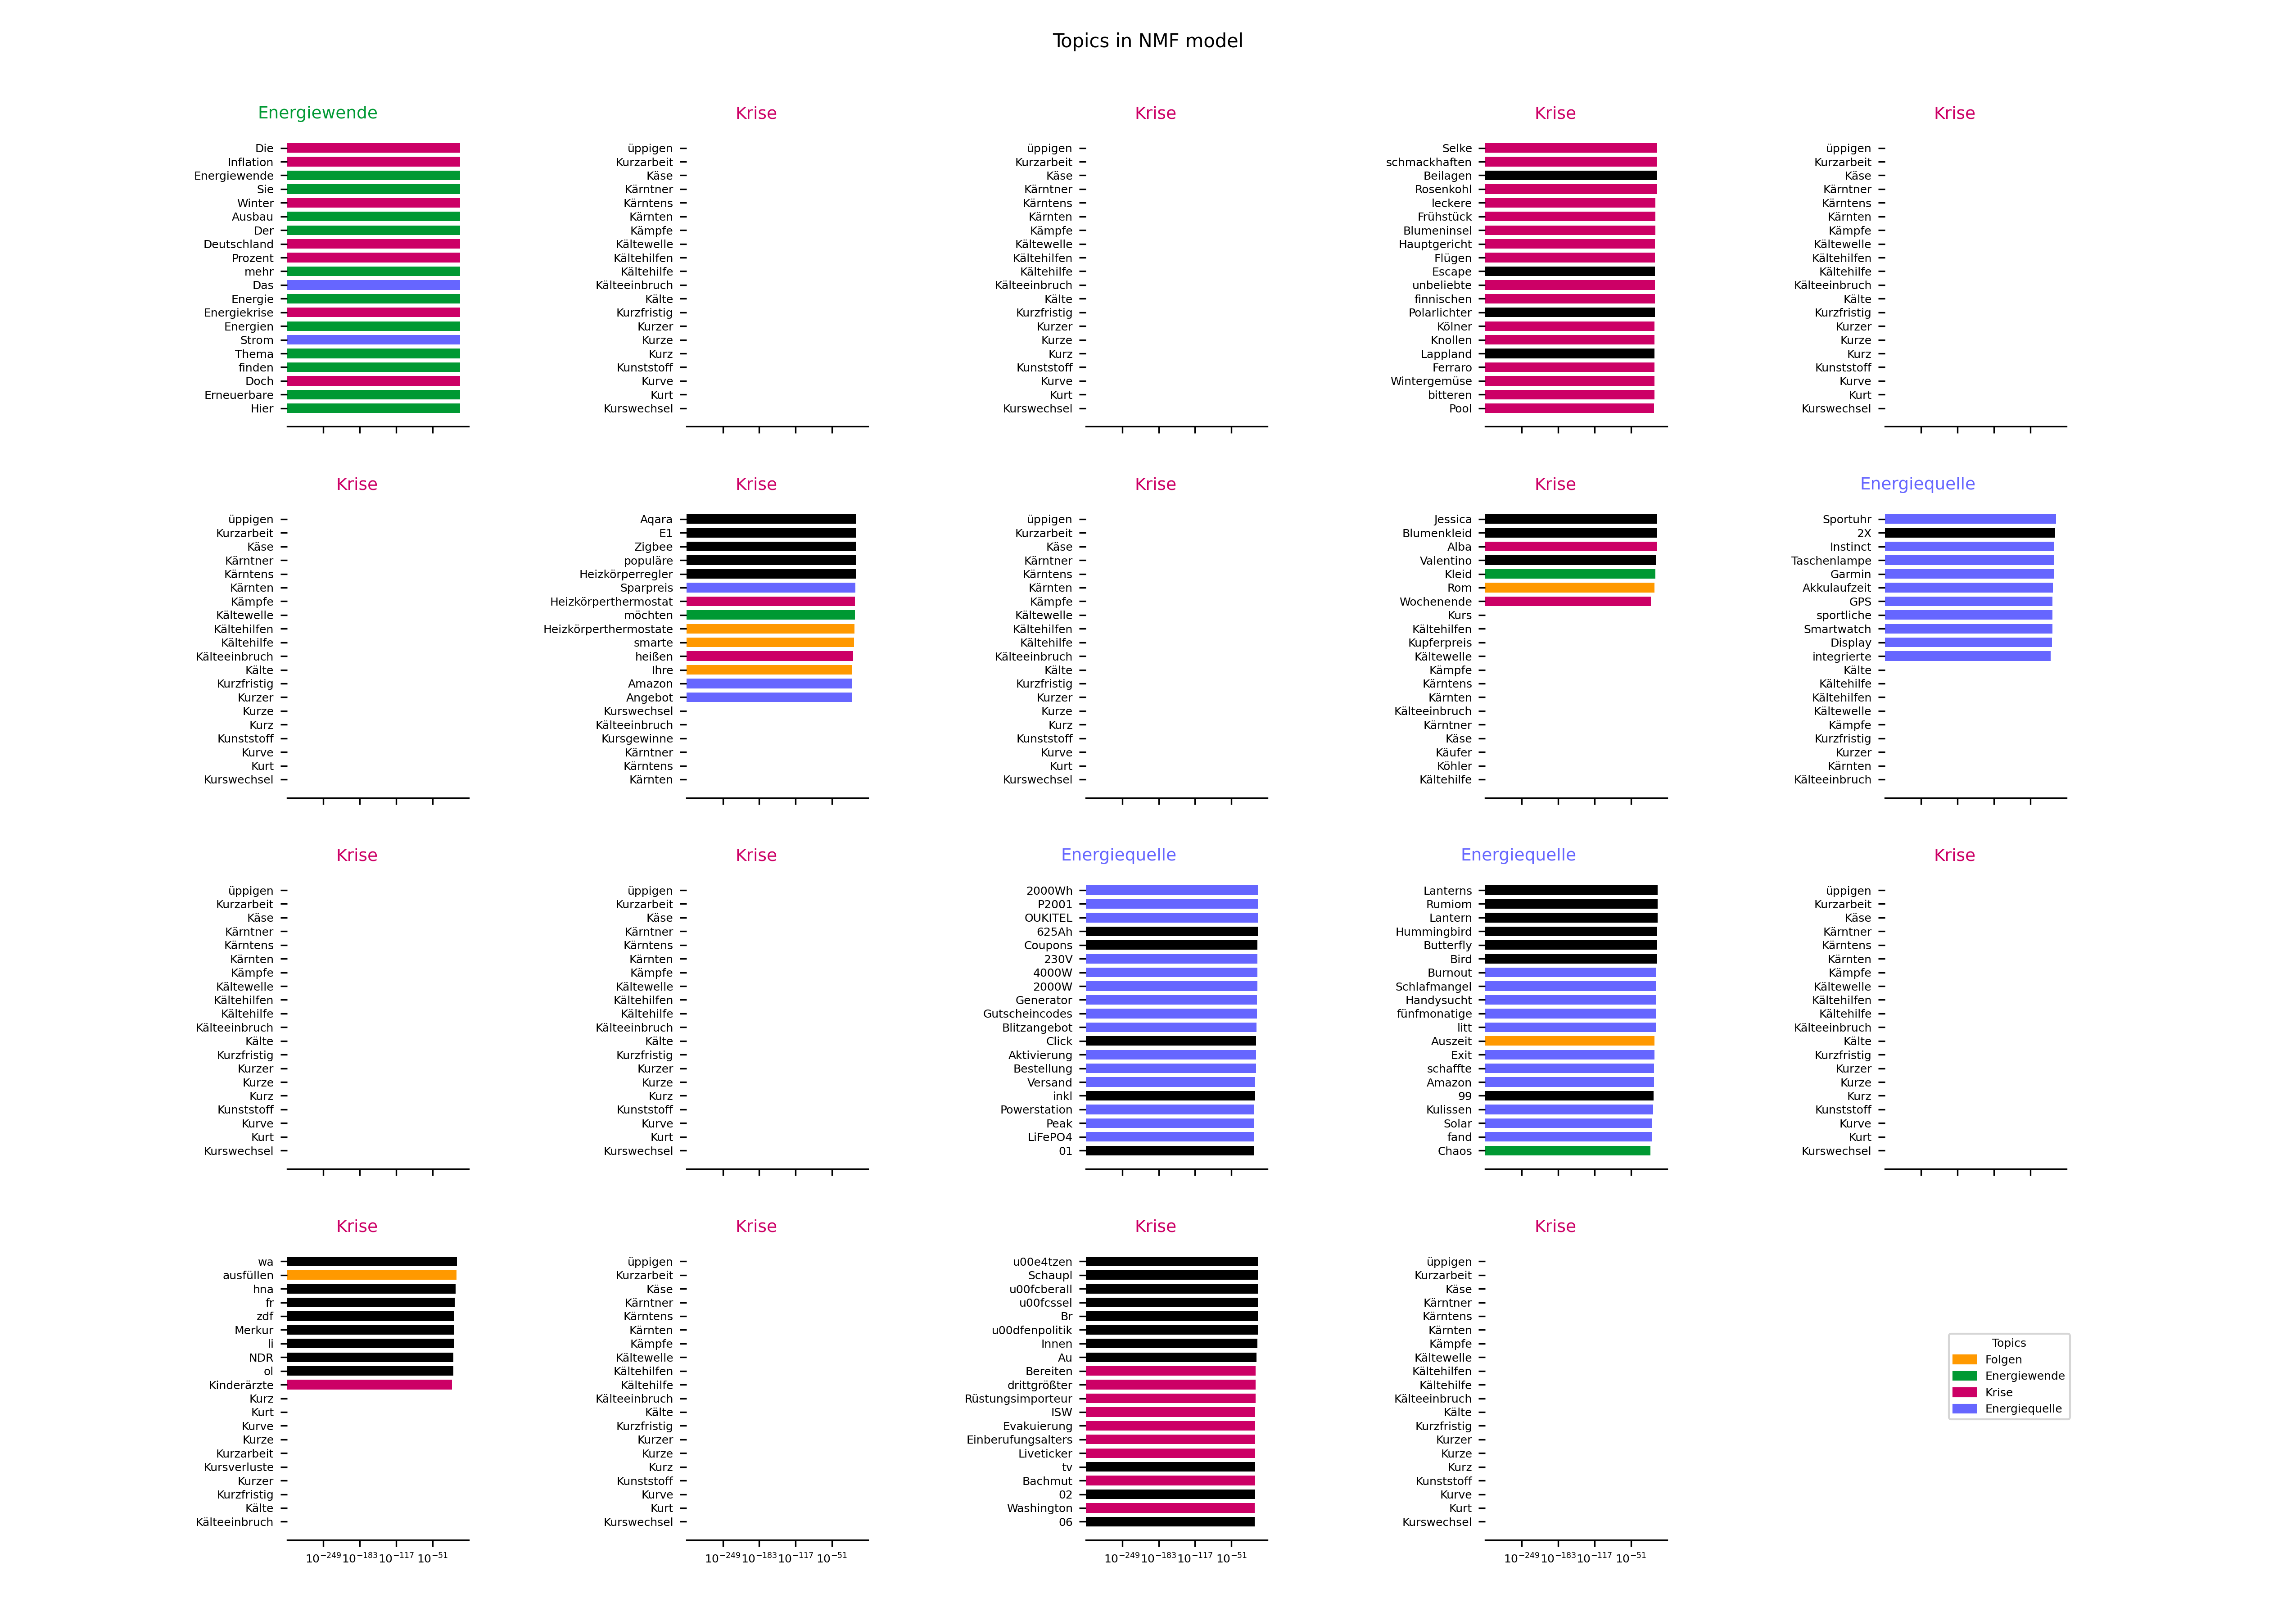 Topics in NMF model
Energiewende
Die
Inflation
Energiewende
Sie
Winter
Ausbau
Der
Deutschland
Prozent
mehr
Das
Energie
Energiekrise
Energien
Strom
Thema
finden
Doch
Erneuerbare
Hier
Krise
üppigen
Kurzarbeit
Käse
Kärntner
Kärntens
Kärnten
Kämpfe
Kältewelle
Kältehilfen
Kältehilfe
Kälteeinbruch
Kälte
Kurzfristig
Kurzer
Kurze
Kurz
Kunststoff
Kurve
Kurt
Kurswechsel
Krise
üppigen
Kurzarbeit
Käse
Kärntner
Kärntens
Kärnten
Kämpfe
Kältewelle
Kältehilfen
Kältehilfe
Kälteeinbruch
Kälte
Kurzfristig
Kurzer
Kurze
Kurz
Kunststoff
Kurve
Kurt
Kurswechsel
Krise
Selke
schmackhaften
Beilagen
Rosenkohl
leckere
Frühstück
Blumeninsel
Hauptgericht
Flügen
Escape
unbeliebte
finnischen
Polarlichter
Kölner
Knollen
Lappland
Ferraro
Wintergemüse
bitteren
Pool
Krise
üppigen
Kurzarbeit
Käse
Kärntner
Kärntens
Kärnten
Kämpfe
Kältewelle
Kältehilfen
Kältehilfe
Kälteeinbruch
Kälte
Kurzfristig
Kurzer
Kurze
Kurz
Kunststoff
Kurve
Kurt
Kurswechsel
Krise
üppigen
Kurzarbeit
Käse
Kärntner
Kärntens
Kärnten
Kämpfe
Kältewelle
Kältehilfen
Kältehilfe
Kälteeinbruch
Kälte
Kurzfristig
Kurzer
Kurze
Kurz
Kunststoff
Kurve
Kurt
Kurswechsel
Krise
Aqara
E1
Zigbee
populäre
Heizkörperregler
Sparpreis
Heizkörperthermostat
möchten
Heizkörperthermostate
smarte
heißen
Ihre
Amazon
Angebot
Kurswechsel
Kälteeinbruch
Kursgewinne
Kärntner
Kärntens
Kärnten
Krise
üppigen
Kurzarbeit
Käse
Kärntner
Kärntens
Kärnten
Kämpfe
Kältewelle
Kältehilfen
Kältehilfe
Kälteeinbruch
Kälte
Kurzfristig
Kurzer
Kurze
Kurz
Kunststoff
Kurve
Kurt
Kurswechsel
Krise
Jessica
Blumenkleid
Alba
Valentino
Kleid
Rom
Wochenende
Kurs
Kältehilfen
Kupferpreis
Kältewelle
Kämpfe
Kärntens
Kärnten
Kälteeinbruch
Kärntner
Käse
Käufer
Köhler
Kältehilfe
Energiequelle
Sportuhr
2X
Instinct
Taschenlampe
Garmin
Akkulaufzeit
GPS
sportliche
Smartwatch
Display
integrierte
Kälte
Kältehilfe
Kältehilfen
Kältewelle
Kämpfe
Kurzfristig
Kurzer
Kärnten
Kälteeinbruch
Krise
üppigen
Kurzarbeit
Käse
Kärntner
Kärntens
Kärnten
Kämpfe
Kältewelle
Kältehilfen
Kältehilfe
Kälteeinbruch
Kälte
Kurzfristig
Kurzer
Kurze
Kurz
Kunststoff
Kurve
Kurt
Kurswechsel
Krise
üppigen
Kurzarbeit
Käse
Kärntner
Kärntens
Kärnten
Kämpfe
Kältewelle
Kältehilfen
Kältehilfe
Kälteeinbruch
Kälte
Kurzfristig
Kurzer
Kurze
Kurz
Kunststoff
Kurve
Kurt
Kurswechsel
Energiequelle
2000Wh
P2001
OUKITEL
625Ah
Coupons
230V
4000W
2000W
Generator
Gutscheincodes
Blitzangebot
Click
Aktivierung
Bestellung
Versand
inkl
Powerstation
Peak
LiFePO4
01
Energiequelle
Lanterns
Rumiom
Lantern
Hummingbird
Butterfly
Bird
Burnout
Schlafmangel
Handysucht
fünfmonatige
litt
Auszeit
Exit
schaffte
Amazon
99
Kulissen
Solar
fand
Chaos
Krise
üppigen
Kurzarbeit
Käse
Kärntner
Kärntens
Kärnten
Kämpfe
Kältewelle
Kältehilfen
Kältehilfe
Kälteeinbruch
Kälte
Kurzfristig
Kurzer
Kurze
Kurz
Kunststoff
Kurve
Kurt
Kurswechsel
Krise
wa
ausfüllen
hna
fr
zdf
Merkur
li
NDR
ol
Kinderärzte
Kurz
Kurt
Kurve
Kurze
Kurzarbeit
Kursverluste
Kurzer
Kurzfristig
Kälte
Kälteeinbruch
10^-249 10^-183 10^-117 10^-51
Krise
üppigen
Kurzarbeit
Käse
Kärntner
Kärntens
Kärnten
Kämpfe
Kältewelle
Kältehilfen
Kältehilfe
Kälteeinbruch
Kälte
Kurzfristig
Kurzer
Kurze
Kurz
Kunststoff
Kurve
Kurt
Kurswechsel
10^-249 10^-183 10^-117 10^-51
Krise
u00e4tzen
Schaupl
u00fcberall
u00fcssel
Br
u00dfenpolitik
Innen
Au
Bereiten
drittgrößter
Rüstungsimporteur
ISW
Evakuierung
Einberufungsalters
Liveticker
tv
Bachmut
02
Washington
06
10^-249 10^-183 10^-117 10^-51
Krise
üppigen
Kurzarbeit
Käse
Kärntner
Kärntens
Kärnten
Kämpfe
Kältewelle
Kältehilfen
Kältehilfe
Kälteeinbruch
Kälte
Kurzfristig
Kurzer
Kurze
Kurz
Kunststoff
Kurve
Kurt
Kurswechsel
10^-249 10^-183 10^-117 10^-51
Topics
Folgen
Energiewende
Krise
Energiequelle